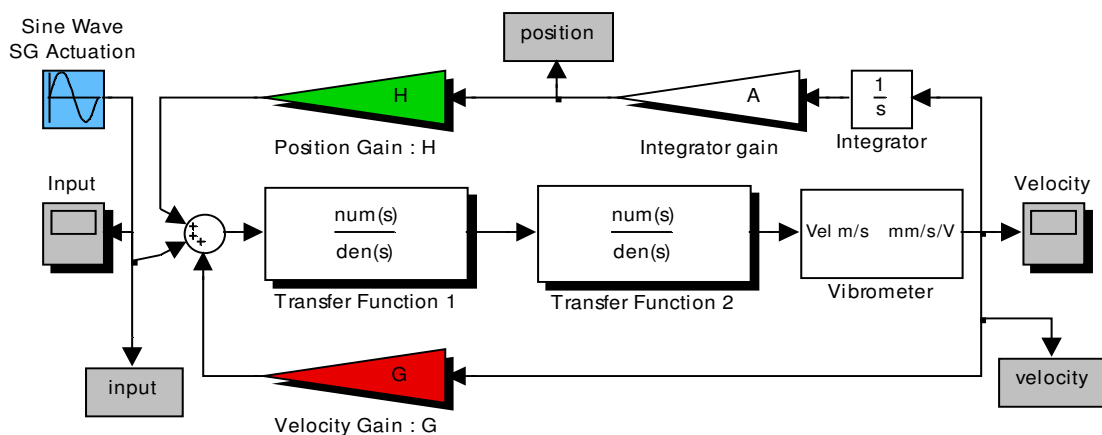 Sine Wave
SG Actuation
position
H
A
1
s
Position Gain : H
Integrator gain
Integrator
Input
Velocity
+
+
+
num(s)
den(s)
num(s)
den(s)
Vel m/s mm/s/V
Transfer Function 1
Transfer Function 2
Vibrometer
input
G
velocity
Velocity Gain : G